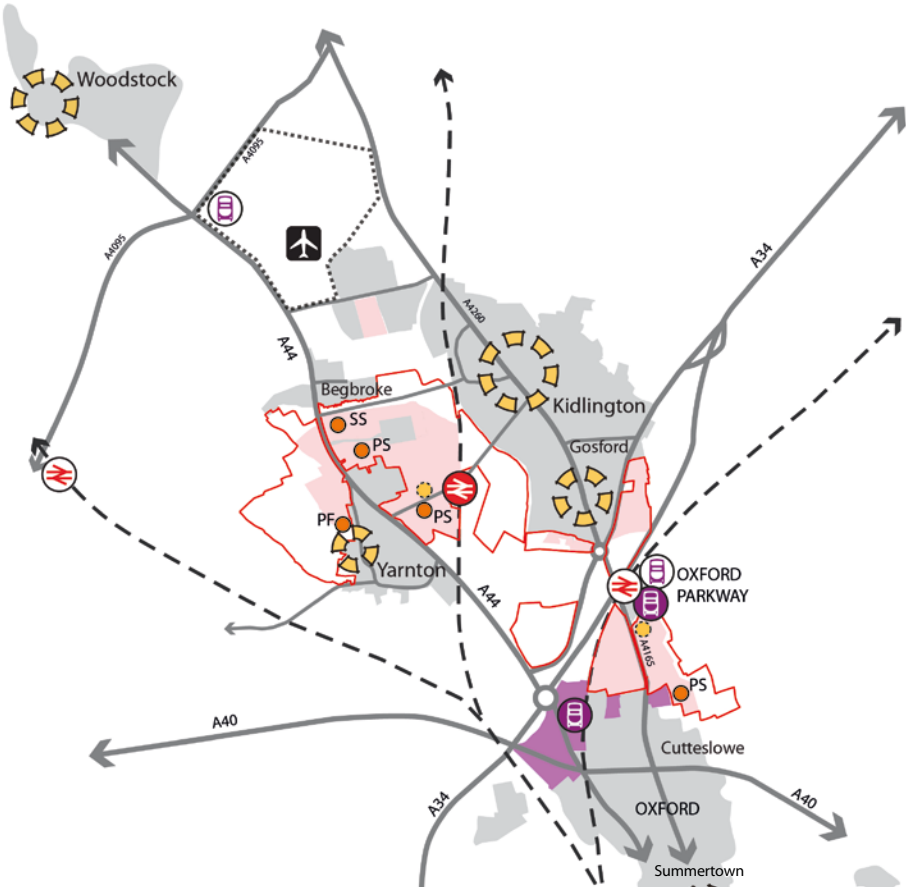 Woodstock
A4095
A4095
A34
A4260
A44
Begbroke
Kidlington
SS
Gosford
PS
PS
PF
Yarnton
OXFORD
PARKWAY
A44
A4165
PS
A40
Cutteslowe
A34
OXFORD
A40
Summertown